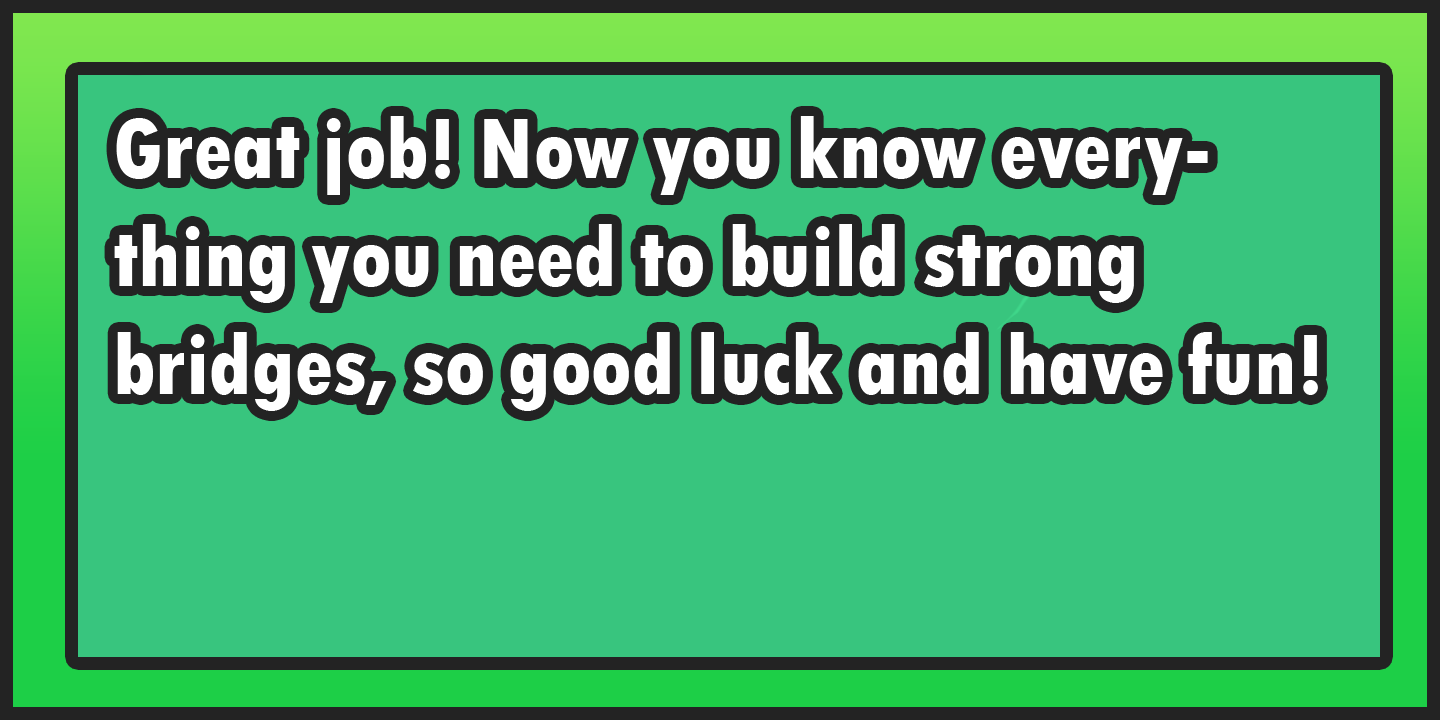 Great job! Now you know every-
thing you need to build strong
bridges, so good luck and have fun!